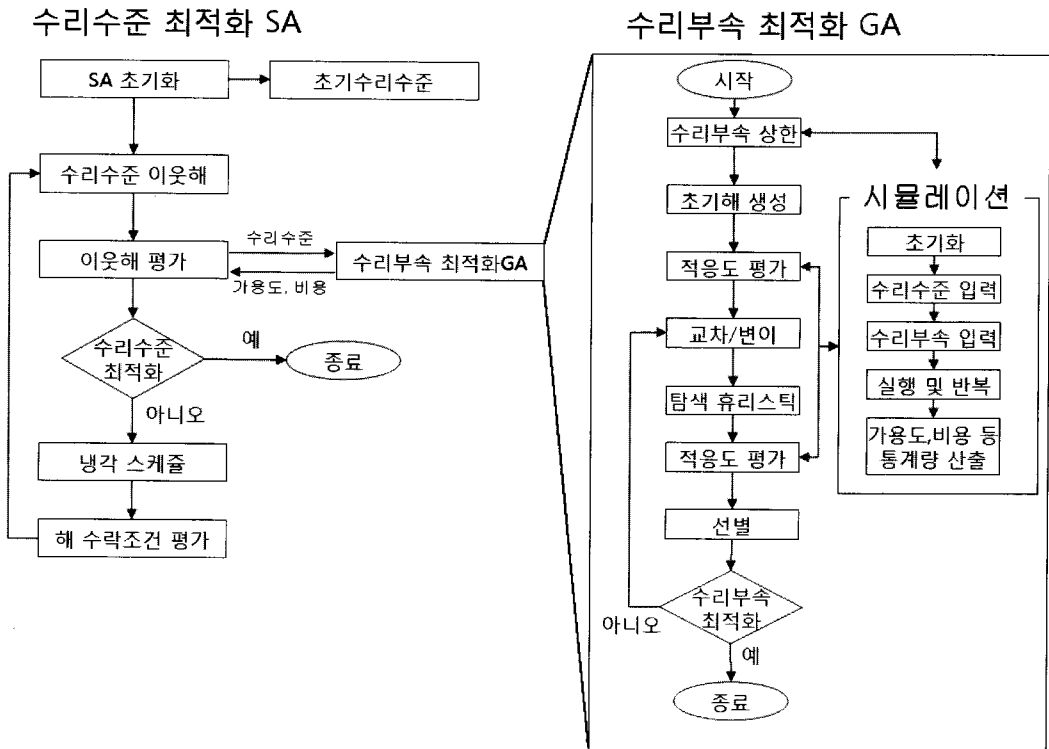 수리수준 최적화 SA
SA 초기화
초기수리수준
수리수준 이웃해
이웃해 평가
수리수준
가용도, 비용
수리부속 최적화GA
수리수준
최적화
예
종료
아니오
냉각 스케쥴
해 수락조건 평가
수리부속 최적화 GA
시작
수리부속 상한
초기해 생성
적응도 평가
교차/변이
탐색 휴리스틱
적응도 평가
선별
수리부속
최적화
아니오
예
종료
시뮬레이션
초기화
수리수준 입력
수리부속 입력
실행 및 반복
가용도,비용 등
통계량 산출